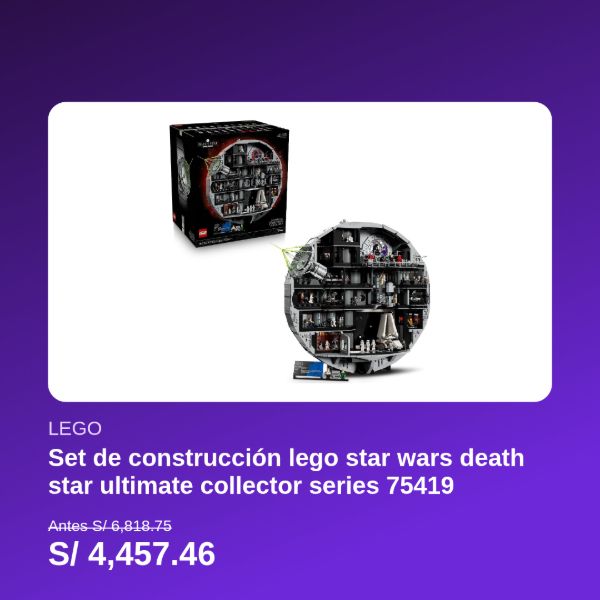 LEGO
Set de construcción lego star wars death
star ultimate collector series 75419
Antes S/ 6,818.75
S/ 4,457.46